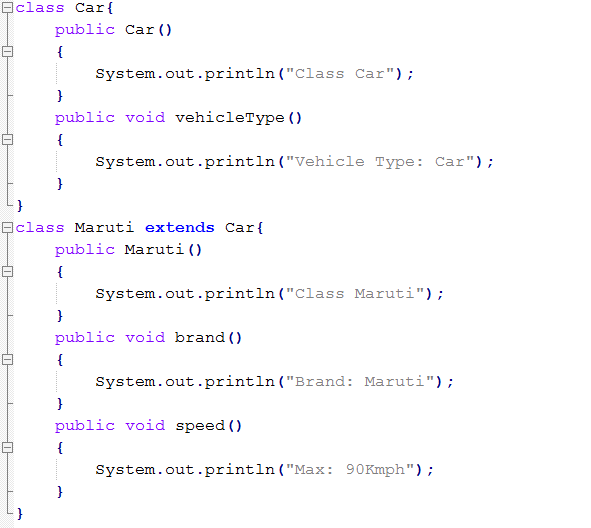 class Car{
    public Car()
    {
        System.out.println("Class Car");
    }
    public void vehicleType()
    {
        System.out.println("Vehicle Type: Car");
    }
}
class Maruti extends Car{
    public Maruti()
    {
        System.out.println("Class Maruti");
    }
    public void brand()
    {
        System.out.println("Brand: Maruti");
    }
    public void speed()
    {
        System.out.println("Max: 90Kmph");
    }
}